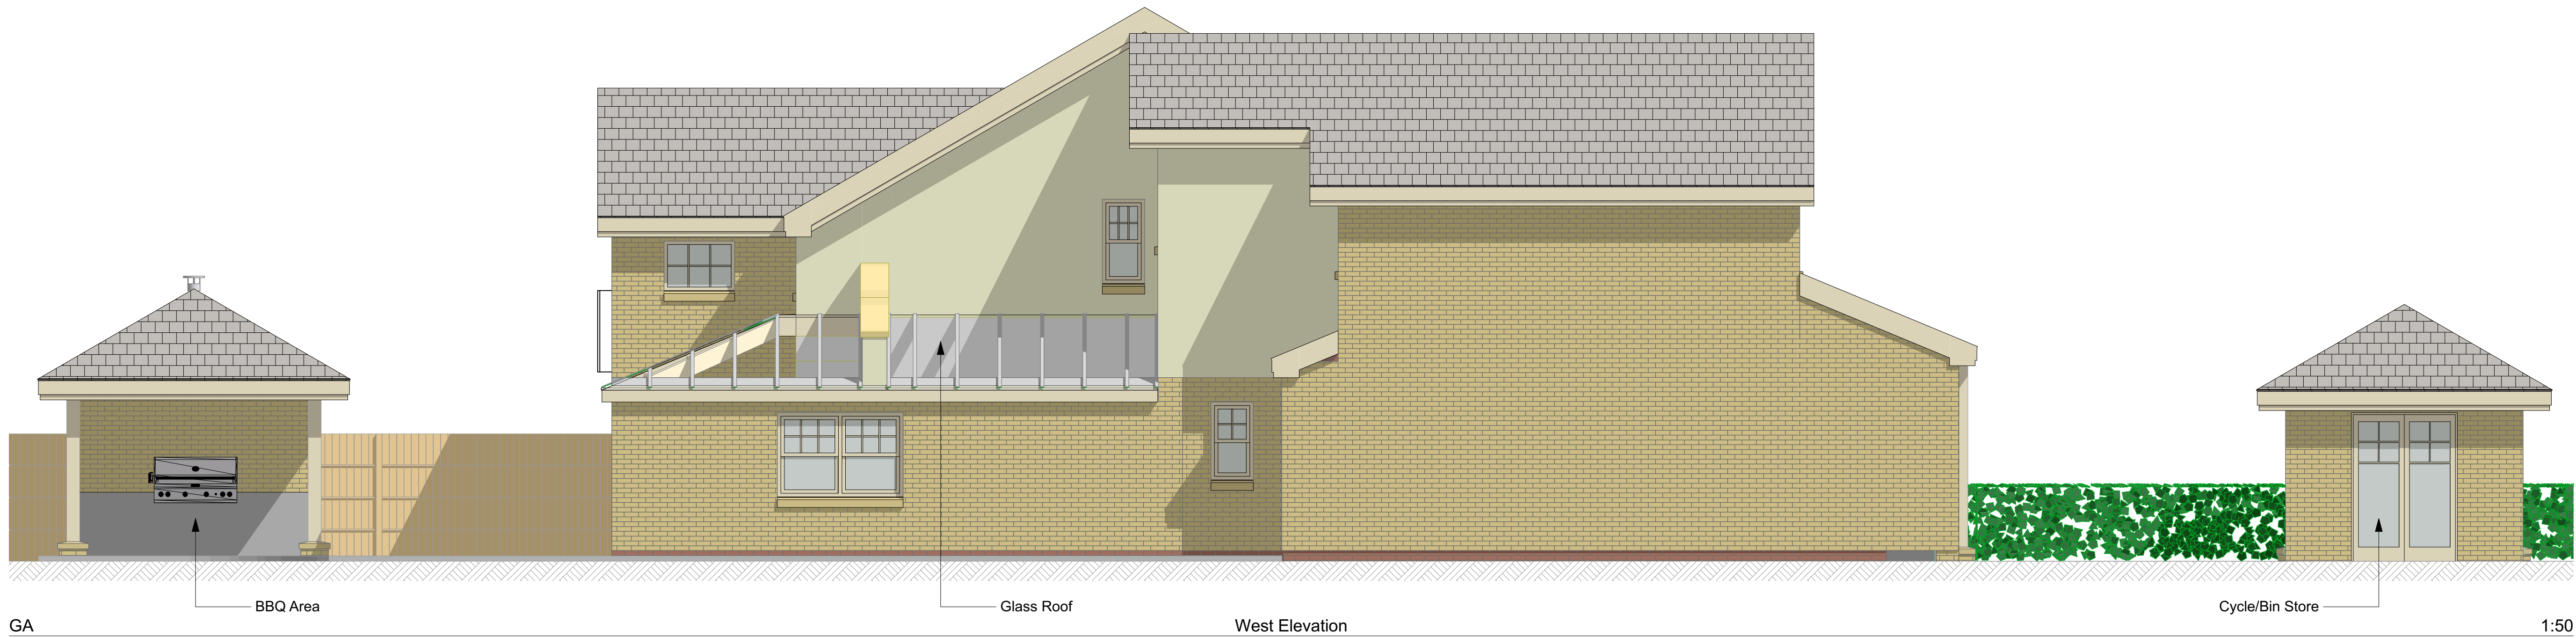 BBQ Area
Glass Roof
Cycle/Bin Store
GA
West Elevation
1:50